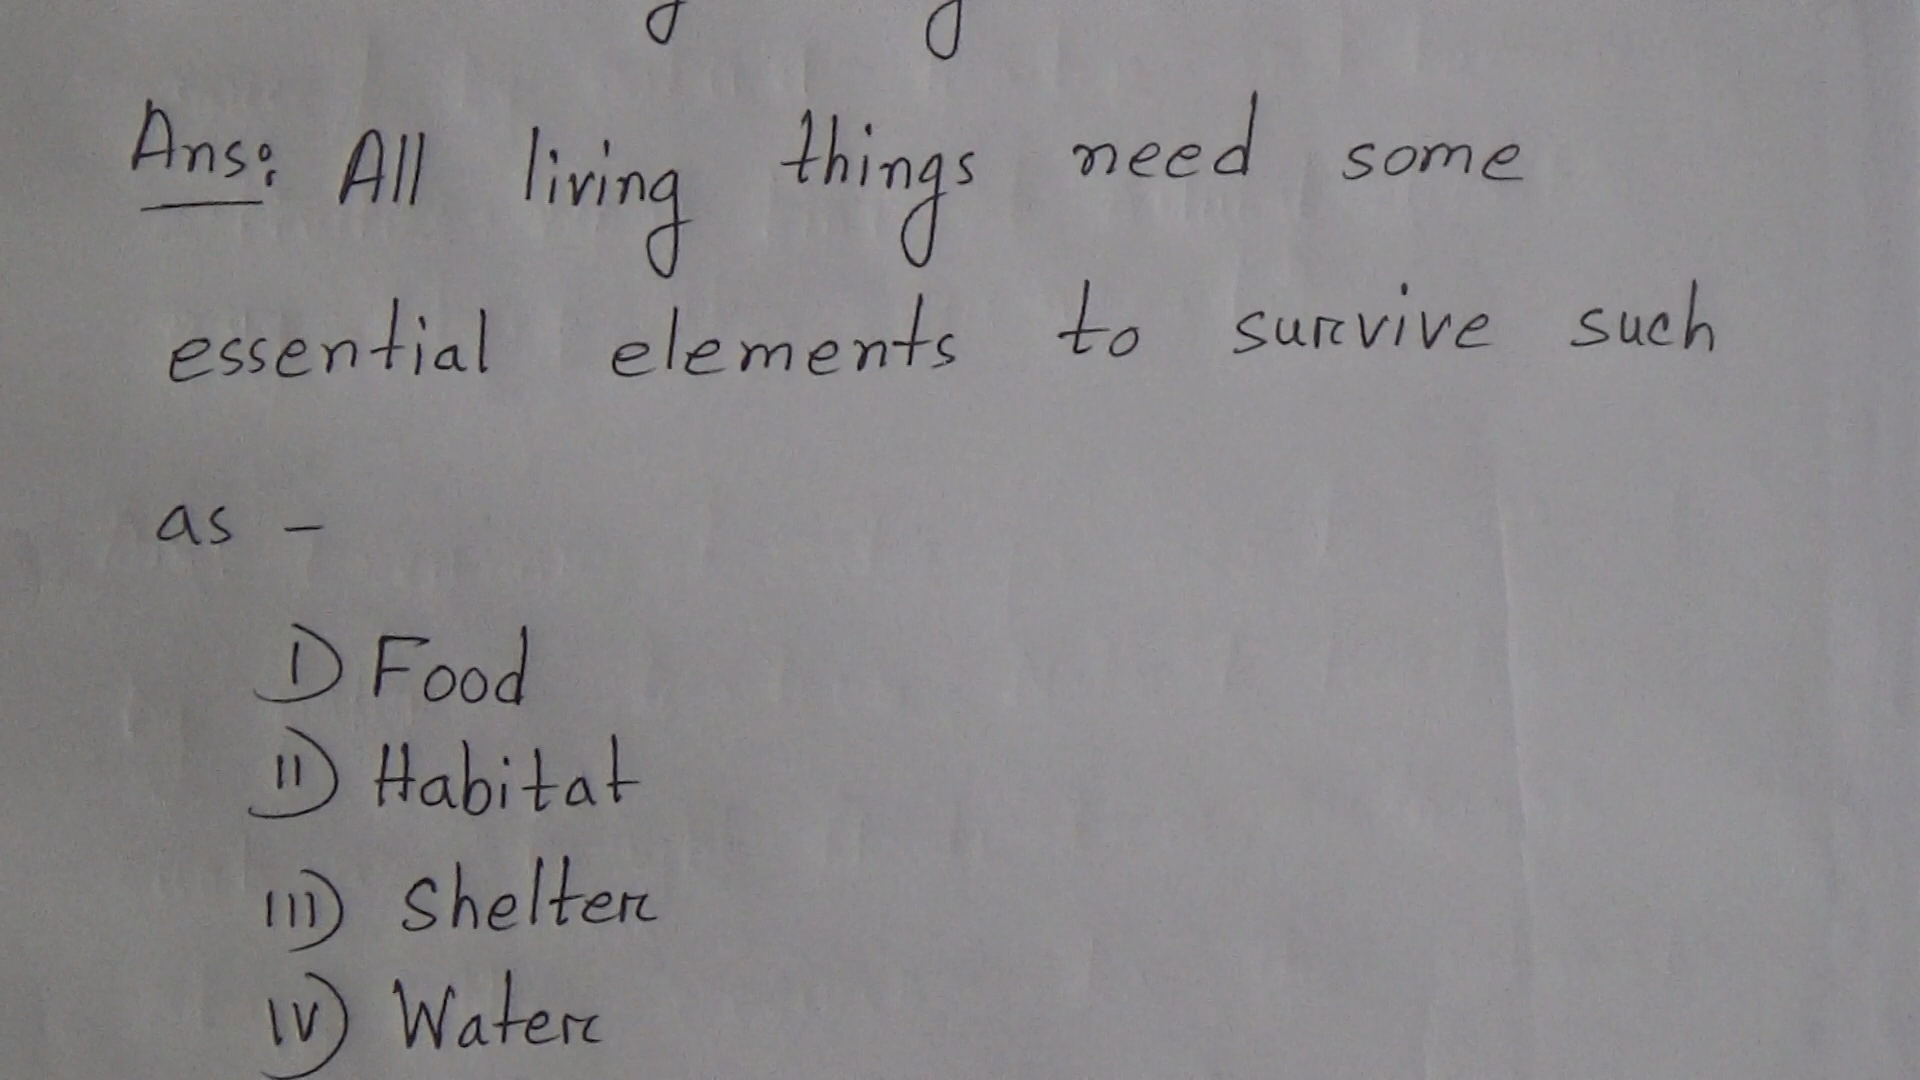 Ans: All living things need some
essential elements to survive such
as -
I) Food
II) Habitat
III) Shelter
IV) Water